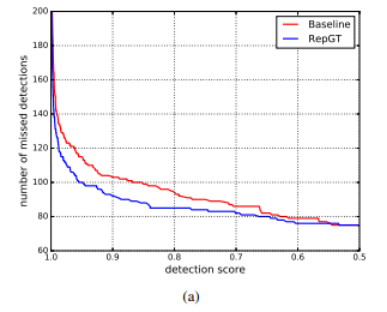 200
180
160
140
120
100
80
60
number of missed detections
Baseline
RepGT
1.0 0.9 0.8 0.7 0.6 0.5
detection score
(a)